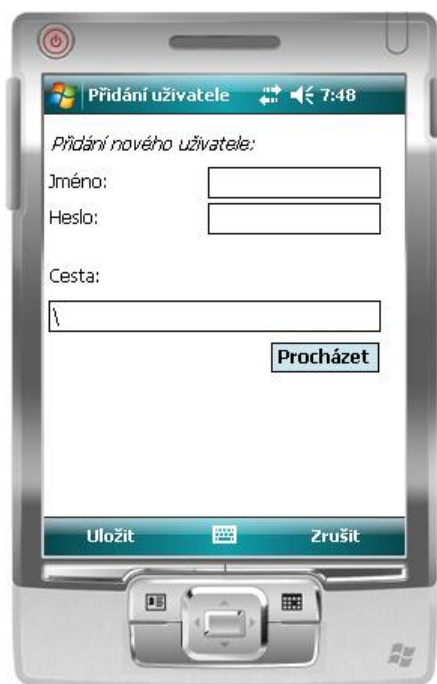 Přidání uživatele 7:48
Přidání nového uživatele:
Jméno:
Heslo:
Cesta:
\
Procházet
Uložit Zrušit